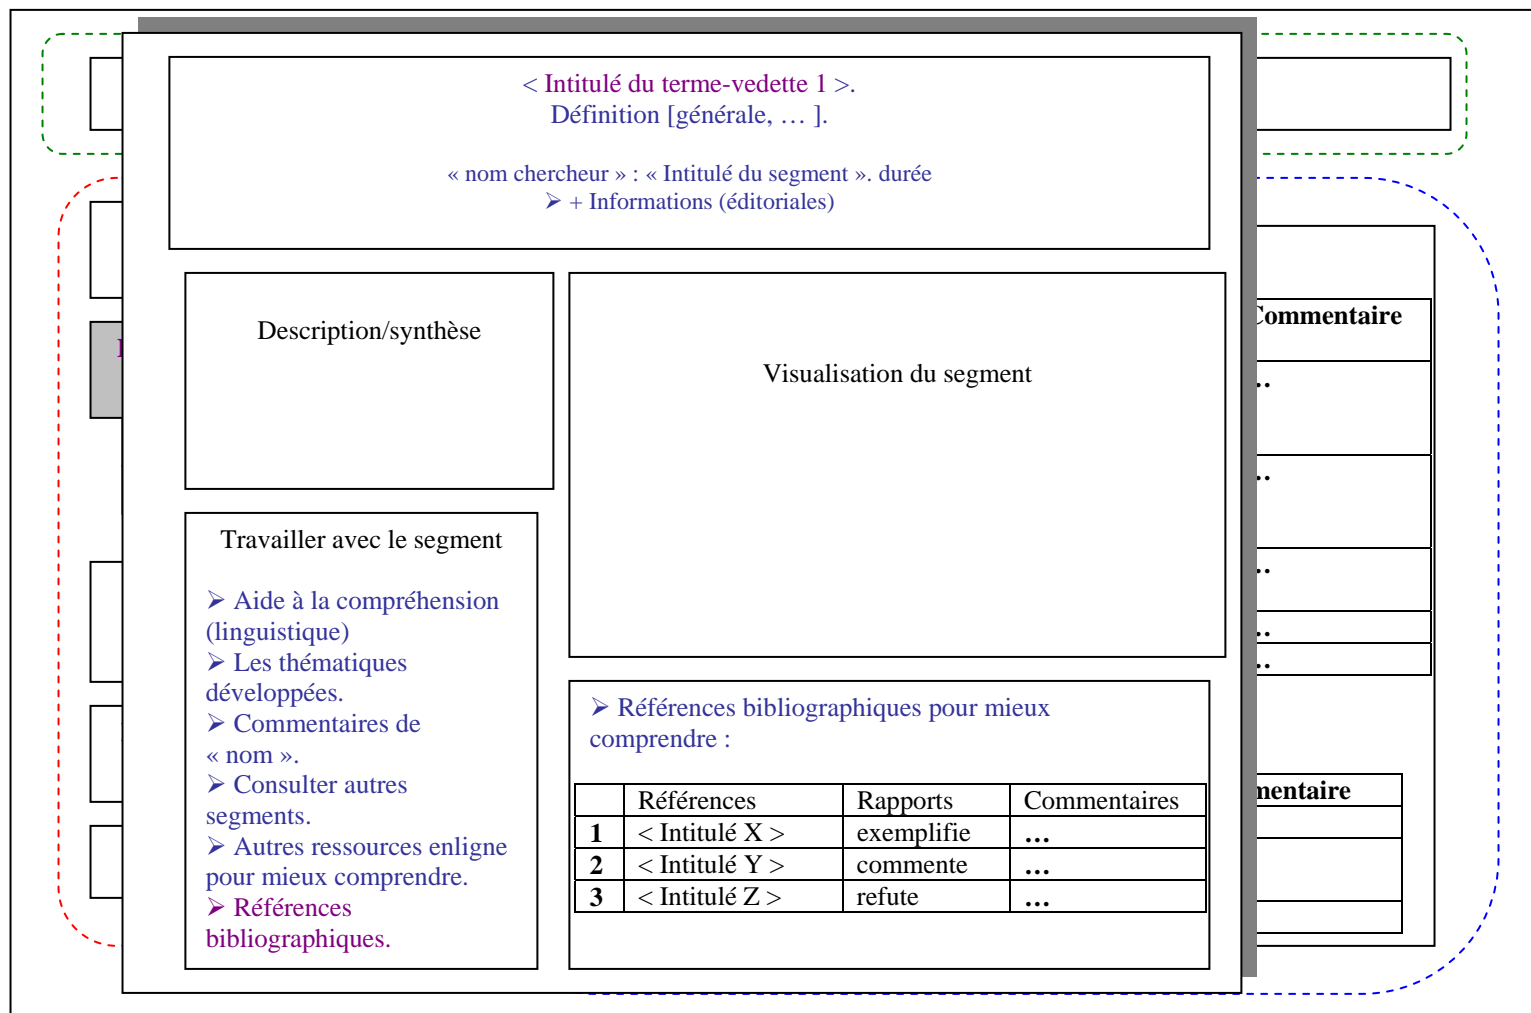 < Intitulé du terme-vedette 1 >.
Définition [générale, … ].
« nom chercheur » : « Intitulé du segment ». durée
➢ + Informations (éditoriales)
Description/synthèse
Visualisation du segment
Travailler avec le segment
➢ Aide à la compréhension
(linguistique)
➢ Les thématiques
développées.
➢ Commentaires de
« nom ».
➢ Consulter autres
segments.
➢ Autres ressources enligne
pour mieux comprendre.
➢ Références
bibliographiques.
➢ Références bibliographiques pour mieux
comprendre :
Références Rapports Commentaires
1 < Intitulé X > exemplifie …
2 < Intitulé Y > commente …
3 < Intitulé Z > refute …
Commentaire
..
..
..
..
..
mentaire